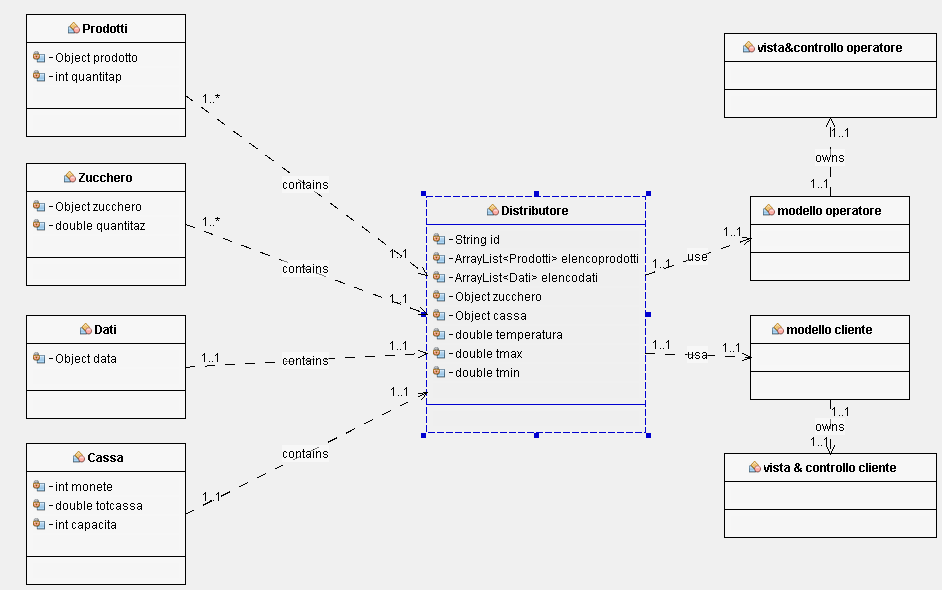 Prodotti
- Object prodotto
- int quantitap
Zucchero
- Object zucchero
- double quantitaz
Dati
- Object data
Cassa
- int monete
- double totcassa
- int capacita
1..*
contains
1..1
1..*
contains
1..1
1..1
contains
1..1
1..1
contains
1..1
Distributore
- String id
- ArrayList<Prodotti> elencoprodotti
- ArrayList<Dati> elencodati
- Object zucchero
- Object cassa
- double temperatura
- double tmax
- double tmin
1..1
use
1..1
1..1
usa
1..1
vista&controllo operatore
1..1
owns
1..1
modello operatore
modello cliente
1..1
owns
1..1
vista & controllo cliente